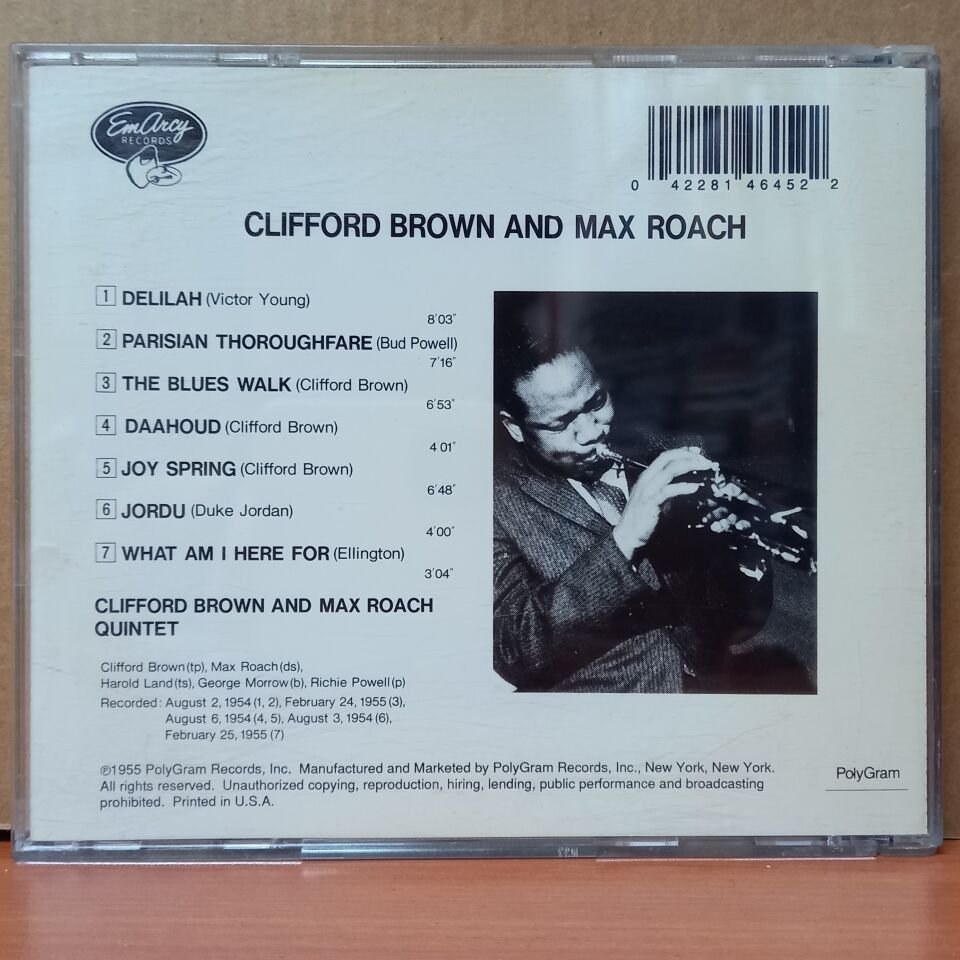 EmArcy
RECORDS
0 42281 46452 2
CLIFFORD BROWN AND MAX ROACH
1 DELILAH (Victor Young)
8'03"
2 PARISIAN THOROUGHFARE (Bud Powell)
7'16"
3 THE BLUES WALK (Clifford Brown)
6'53"
4 DAAHOUD (Clifford Brown)
4 01"
5 JOY SPRING (Clifford Brown)
6'48"
6 JORDU (Duke Jordan)
4'00"
7 WHAT AM I HERE FOR (Ellington)
3'04"
CLIFFORD BROWN AND MAX ROACH
QUINTET
Clifford Brown (tp), Max Roach (ds),
Harold Land (ts), George Morrow (b), Richie Powell (p)
Recorded: August 2, 1954 (1, 2), February 24, 1955 (3),
August 6, 1954 (4, 5), August 3, 1954 (6),
February 25, 1955 (7)
℗1955 PolyGram Records, Inc. Manufactured and Marketed by PolyGram Records, Inc., New York, New York.
All rights reserved. Unauthorized copying, reproduction, hiring, lending, public performance and broadcasting
prohibited. Printed in U.S.A.
PolyGram